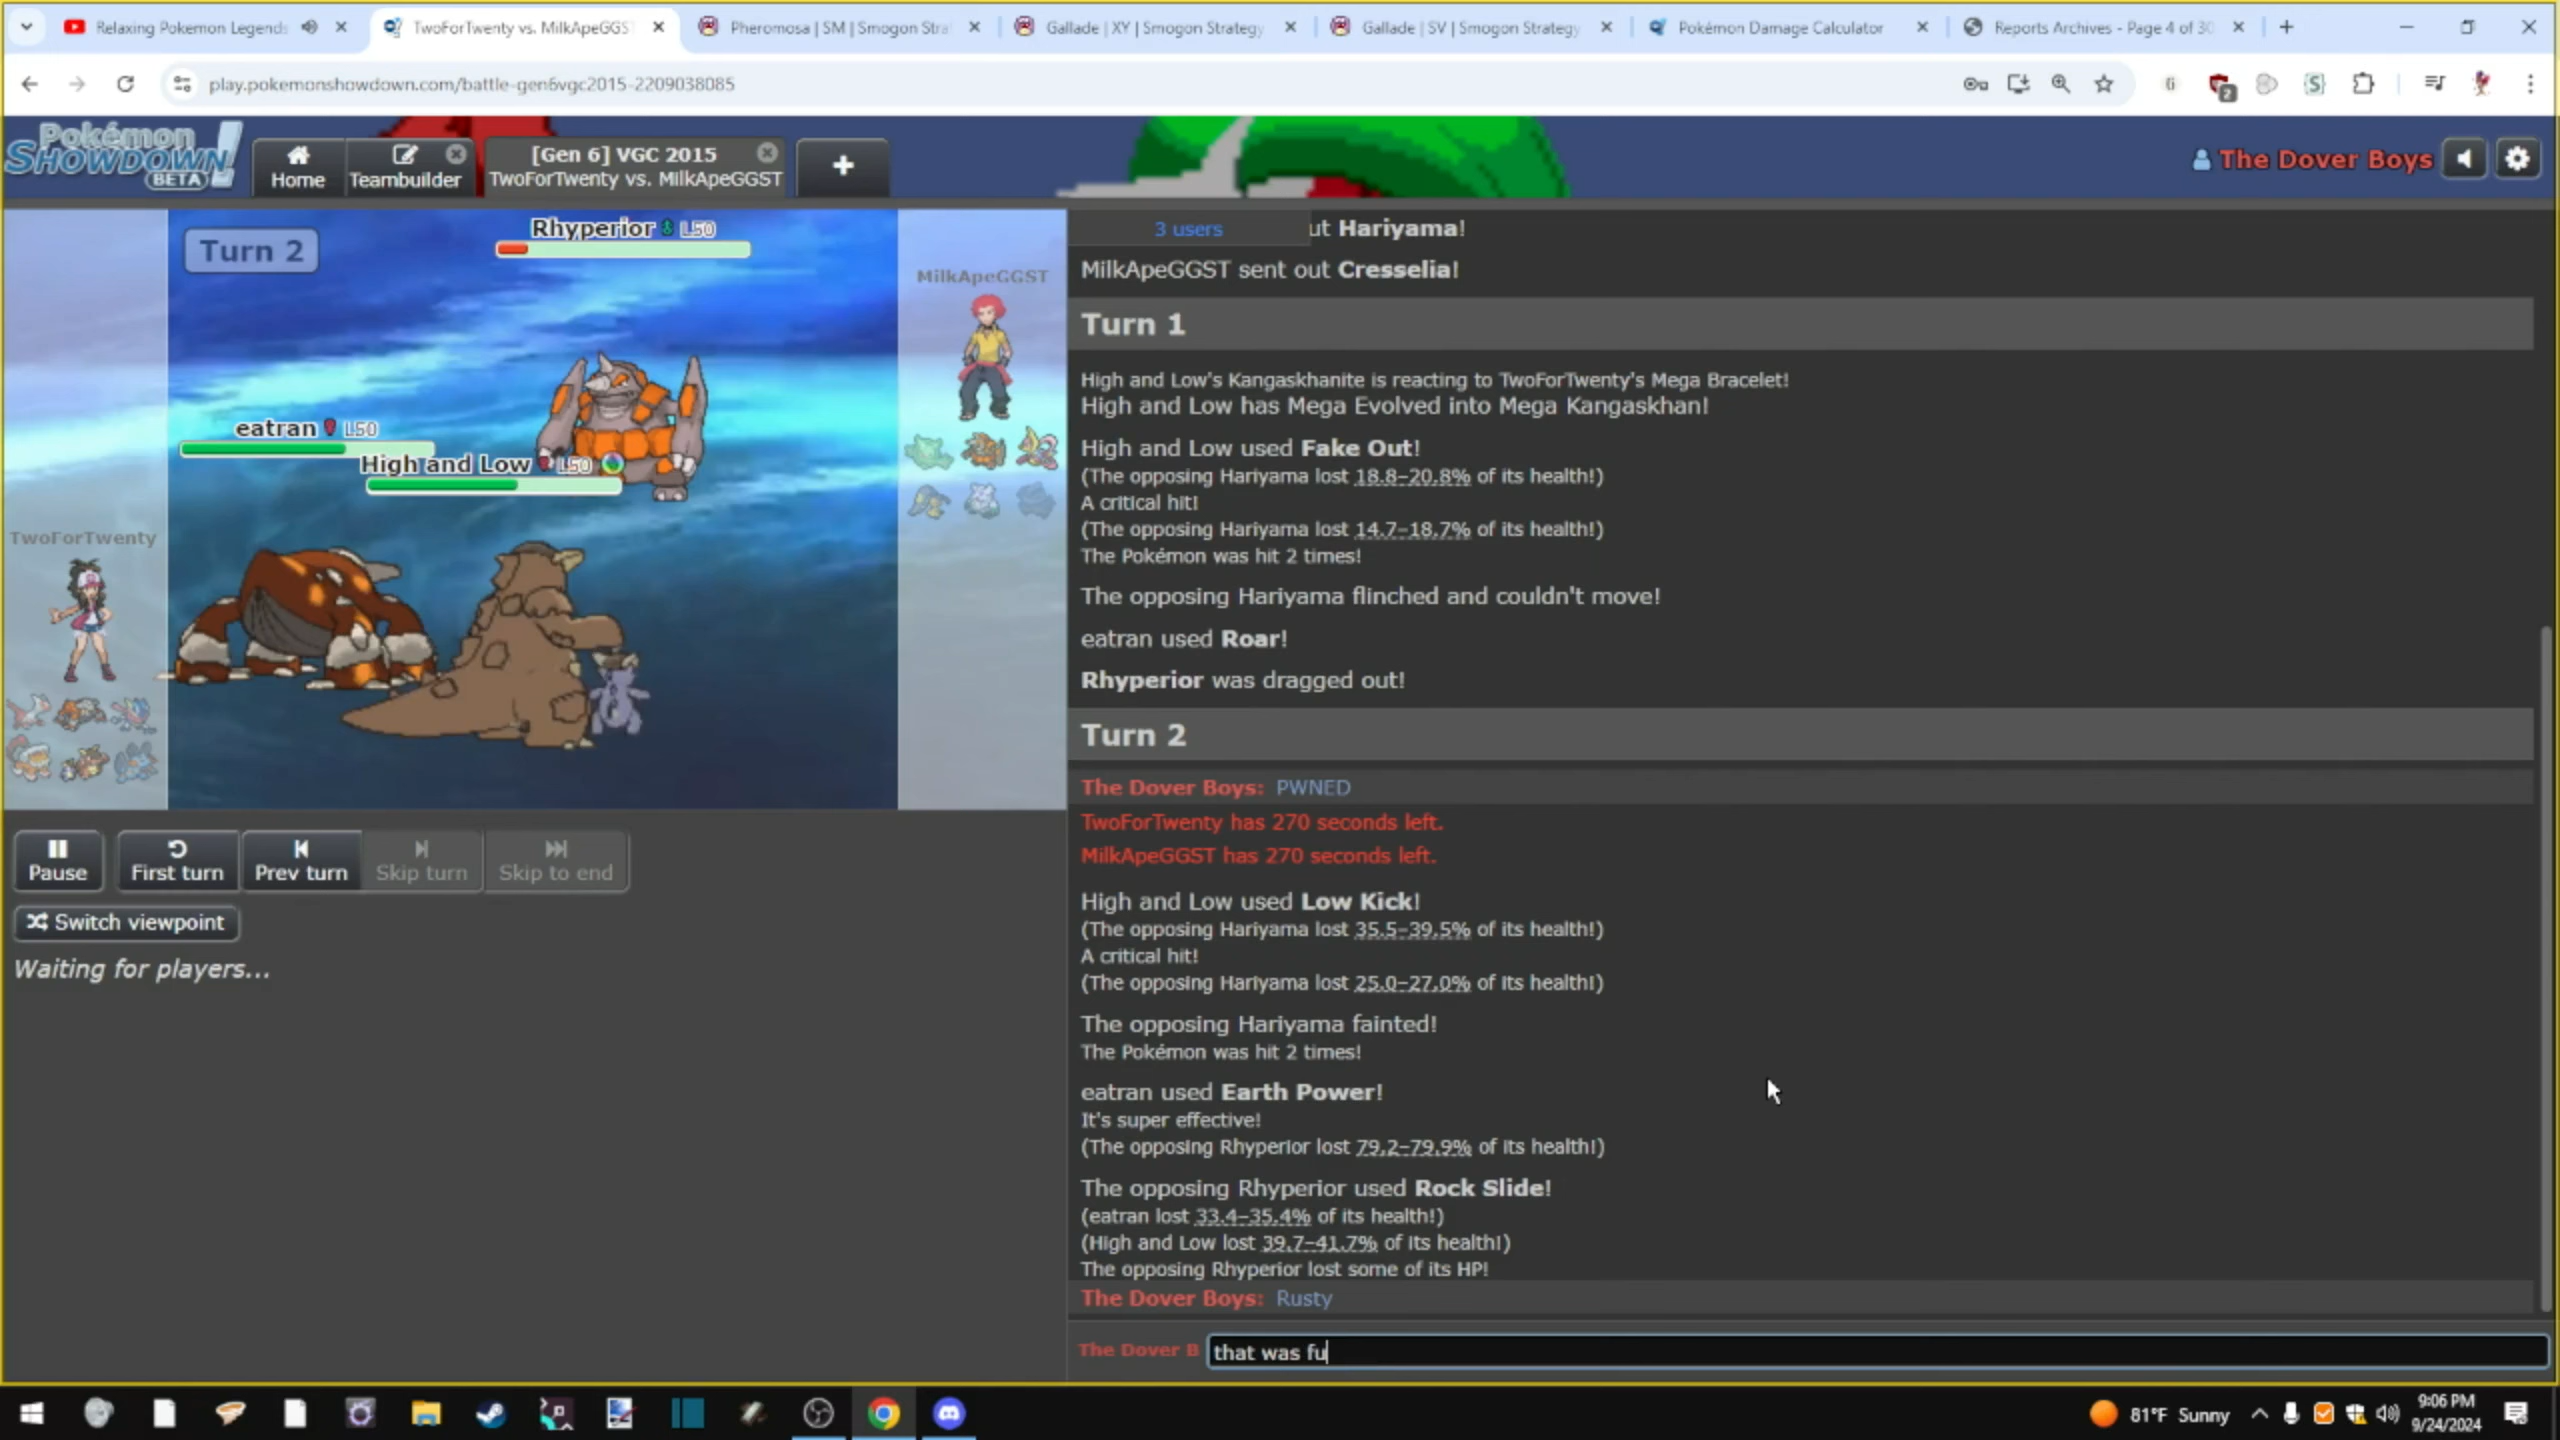 Relaxing Pokemon Legends
TwoForTwenty vs. MilkApeGGS
Pheromosa | SM | Smogon Stra
Gallade | XY | Smogon Strategy
Gallade | SV | Smogon Strategy
Pokémon Damage Calculator
Reports Archives - Page 4 of 30
play.pokemonshowdown.com/battle-gen6vgc2015-2209038085
2
Pokémon
SHOWDOWN!
BETA
Home
Teambuilder
[Gen 6] VGC 2015
TwoForTwenty vs. MilkApeGGST
The Dover Boys
Turn 2
Rhyperior L50
MilkApeGGST
eatran L50
High and Low L50
TwoForTwenty
Pause
First turn
Prev turn
Skip turn
Skip to end
Switch viewpoint
Waiting for players...
3 users
ut Hariyama!
MilkApeGGST sent out Cresselia!
Turn 1
High and Low's Kangaskhanite is reacting to TwoForTwenty's Mega Bracelet!
High and Low has Mega Evolved into Mega Kangaskhan!
High and Low used Fake Out!
(The opposing Hariyama lost 18.8–20.8% of its health!)
A critical hit!
(The opposing Hariyama lost 14.7–18.7% of its health!)
The Pokémon was hit 2 times!
The opposing Hariyama flinched and couldn't move!
eatran used Roar!
Rhyperior was dragged out!
Turn 2
The Dover Boys: PWNED
TwoForTwenty has 270 seconds left.
MilkApeGGST has 270 seconds left.
High and Low used Low Kick!
(The opposing Hariyama lost 35.5–39.5% of its health!)
A critical hit!
(The opposing Hariyama lost 25.0–27.0% of its health!)
The opposing Hariyama fainted!
The Pokémon was hit 2 times!
eatran used Earth Power!
It's super effective!
(The opposing Rhyperior lost 79.2–79.9% of its health!)
The opposing Rhyperior used Rock Slide!
(eatran lost 33.4–35.4% of its health!)
(High and Low lost 39.7–41.7% of its health!)
The opposing Rhyperior lost some of its HP!
The Dover Boys: Rusty
The Dover B
that was fu
81°F Sunny
9:06 PM
9/24/2024